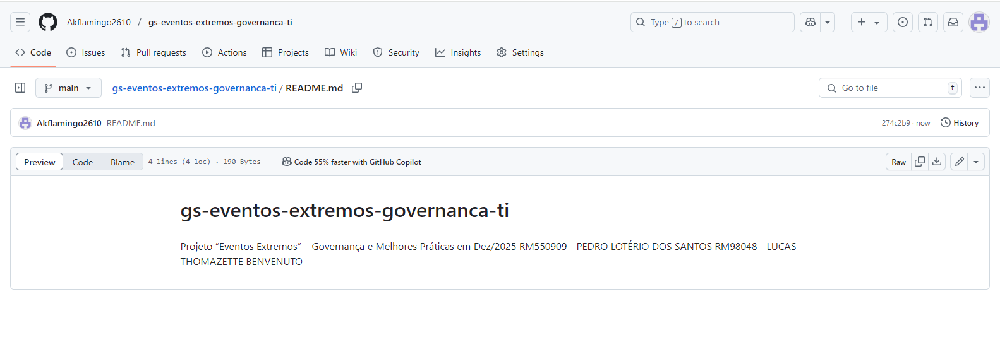 Akflamingo2610 / gs-eventos-extremos-governanca-ti
Type / to search
Code
Issues
Pull requests
Actions
Projects
Wiki
Security
Insights
Settings
main
gs-eventos-extremos-governanca-ti / README.md
Go to file
t
Akflamingo2610 README.md
274c2b9 · now
History
Preview
Code
Blame
4 lines (4 loc) · 190 Bytes
Code 55% faster with GitHub Copilot
Raw
gs-eventos-extremos-governanca-ti
Projeto “Eventos Extremos” – Governança e Melhores Práticas em Dez/2025 RM550909 - PEDRO LOTÉRIO DOS SANTOS RM98048 - LUCAS
THOMAZETTE BENVENUTO